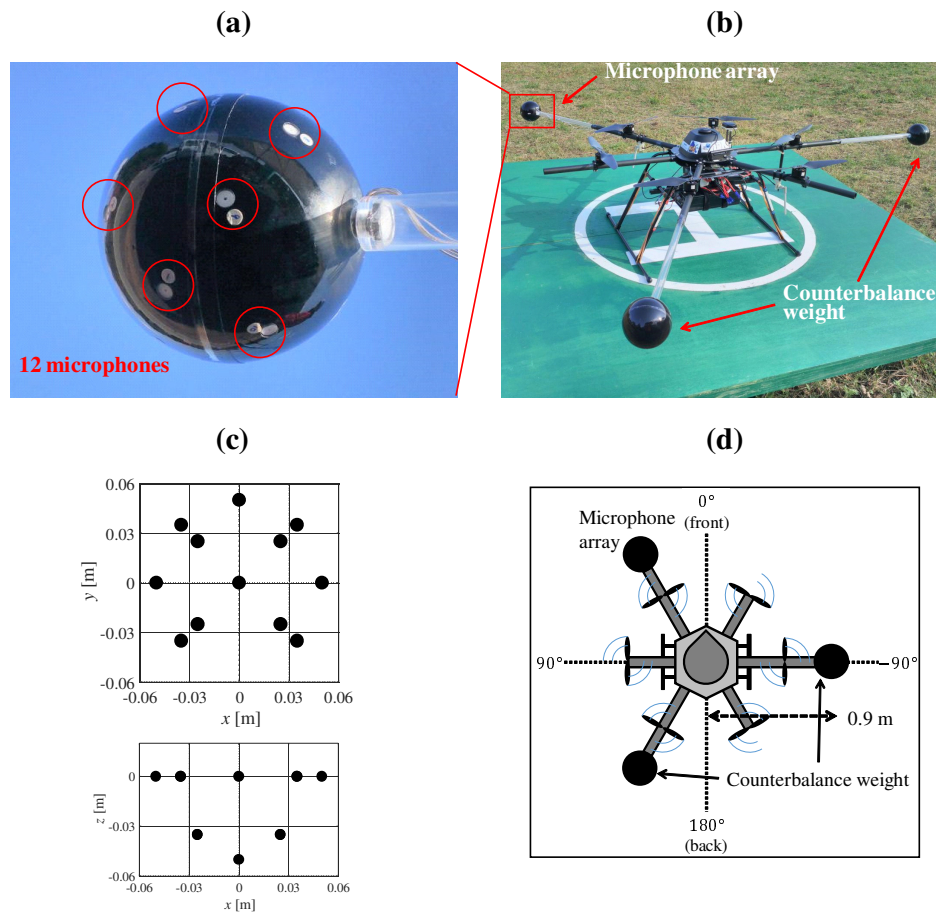 (a)
(b)
12 microphones
Microphone array
Counterbalance
weight
(c)
(d)
0.06
0.03
0
-0.03
-0.06
y [m]
-0.06
-0.03
0
0.03
0.06
x [m]
0
-0.03
-0.06
z [m]
-0.06
-0.03
0
0.03
0.06
x [m]
0°
(front)
Microphone
array
90°
−90°
0.9 m
Counterbalance weight
180°
(back)